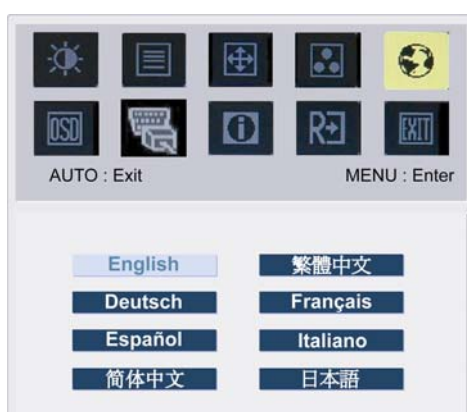 OSD
R
EXIT
AUTO : Exit
MENU : Enter
English
繁體中文
Deutsch
Français
Español
Italiano
简体中文
日本語